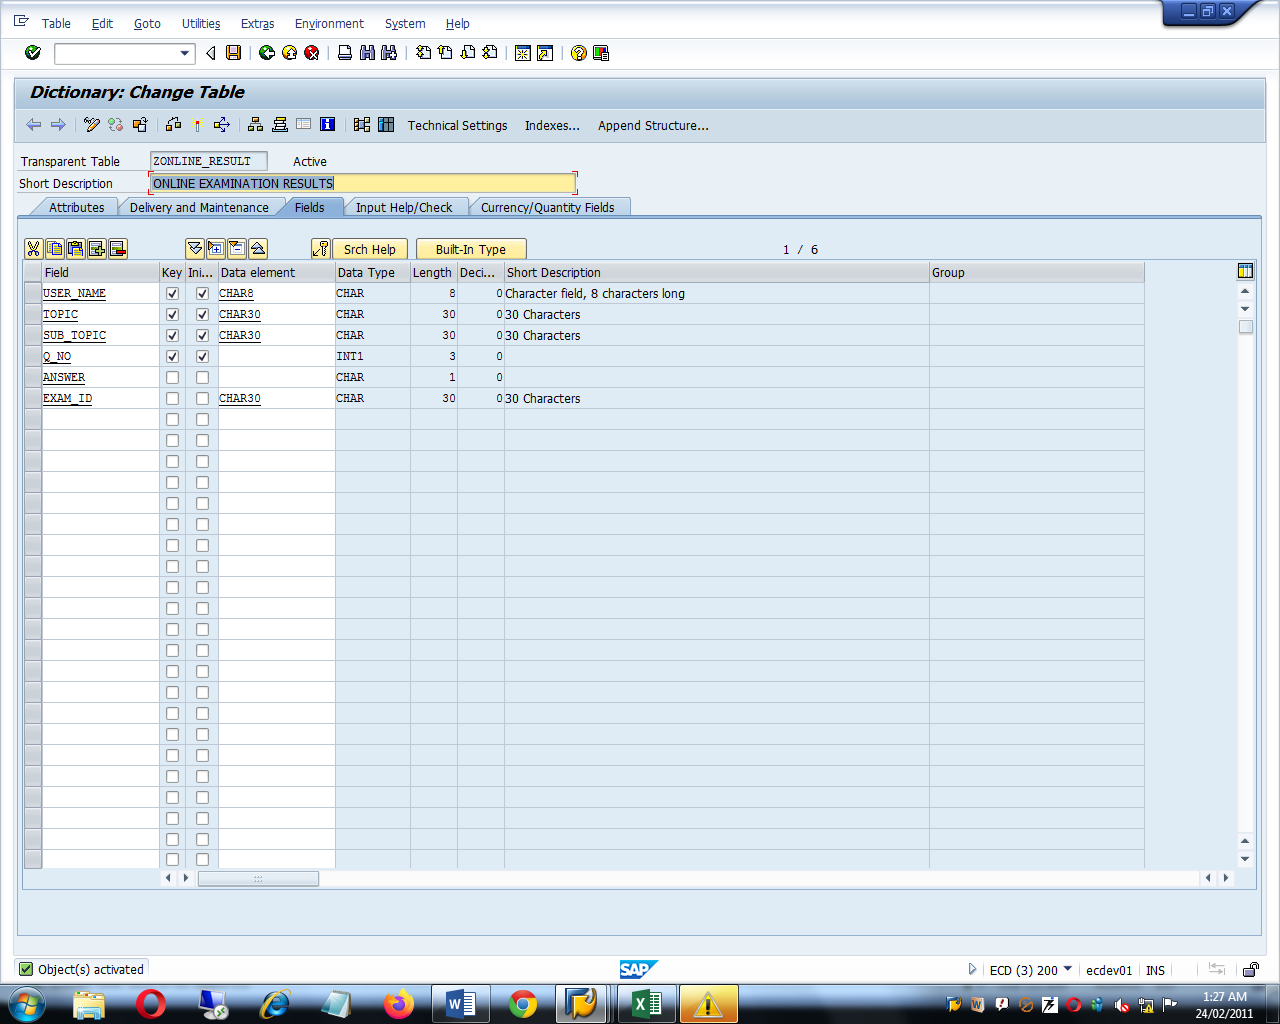 Table Edit Goto Utilities Extras Environment System Help
Dictionary: Change Table
Technical Settings Indexes... Append Structure...
Transparent Table ZONLINE_RESULT Active
Short Description ONLINE EXAMINATION RESULTS
Attributes Delivery and Maintenance Fields Input Help/Check Currency/Quantity Fields
Srch Help Built-In Type 1 / 6
Field Key Ini... Data element Data Type Length Deci... Short Description Group
USER_NAME CHAR8 CHAR 8 0 Character field, 8 characters long
TOPIC CHAR30 CHAR 30 0 30 Characters
SUB_TOPIC CHAR30 CHAR 30 0 30 Characters
Q_NO INT1 3 0
ANSWER CHAR 1 0
EXAM_ID CHAR30 CHAR 30 0 30 Characters
Object(s) activated SAP ECD (3) 200 ecdev01 INS
1:27 AM
24/02/2011